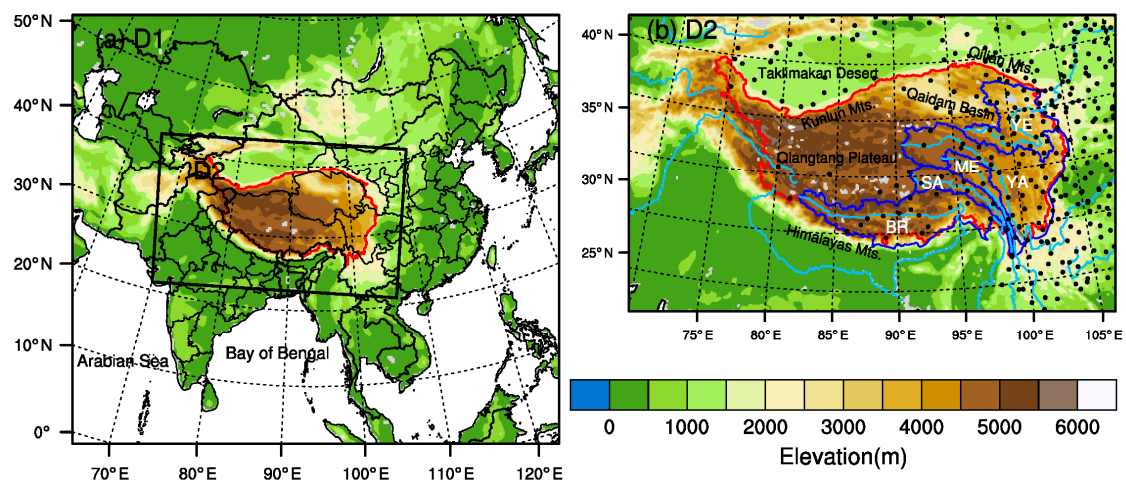 (a) D1
50°N
40°N
30°N
20°N
10°N
0°
D2
Arabian Sea
Bay of Bengal
70°E
80°E
90°E
100°E
110°E
120°E
(b) D2
40°N
35°N
30°N
25°N
Taklimakan Desert
Qilian Mts.
Kunlun Mts.
Qaidam Basin
YE
Qiangtang Plateau
ME
SA
YA
BR
Himalayas Mts.
75°E
80°E
85°E
90°E
95°E
100°E
105°E
0
1000
2000
3000
4000
5000
6000
Elevation(m)